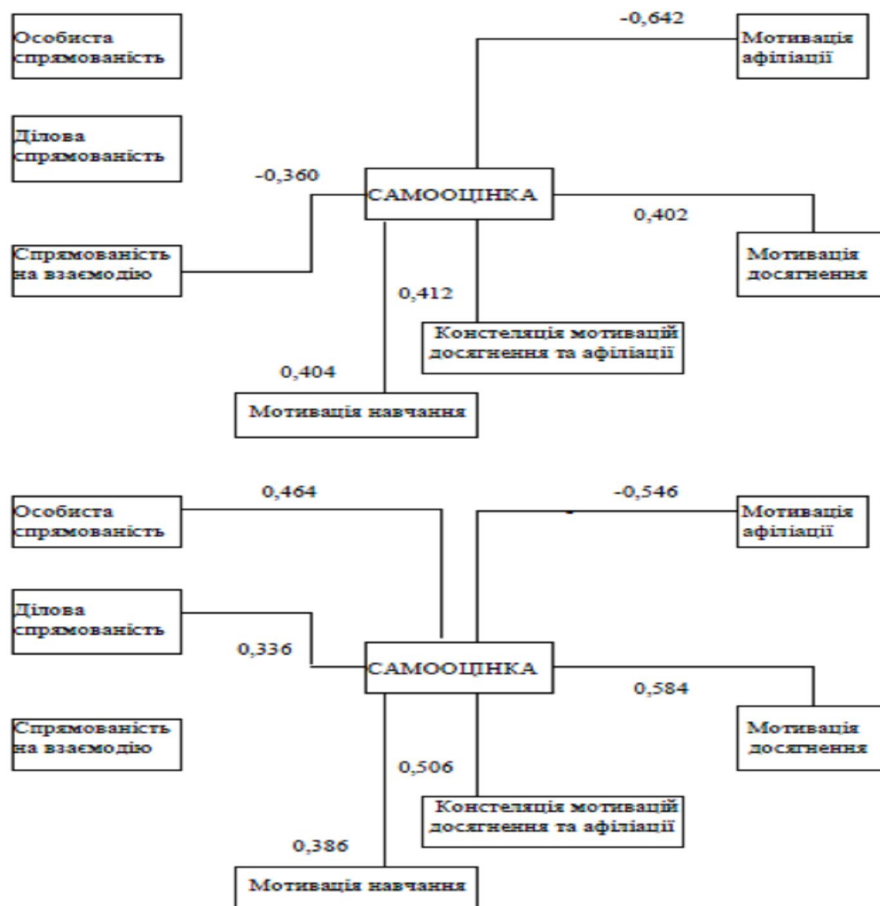 -0,642
Особиста
спрямованість
Мотивація
афіліації
Ділова
спрямованість
-0,360
САМООЦІНКА
0,402
Спрямованість
на взаємодію
Мотивація
досягнення
0,412
Констеляція мотивацій
досягнення та афіліації
0,404
Мотивація навчання
0,464
-0,546
Особиста
спрямованість
Мотивація
афіліації
Ділова
спрямованість
0,336
САМООЦІНКА
0,584
Спрямованість
на взаємодію
Мотивація
досягнення
0,506
Констеляція мотивацій
досягнення та афіліації
0,386
Мотивація навчання